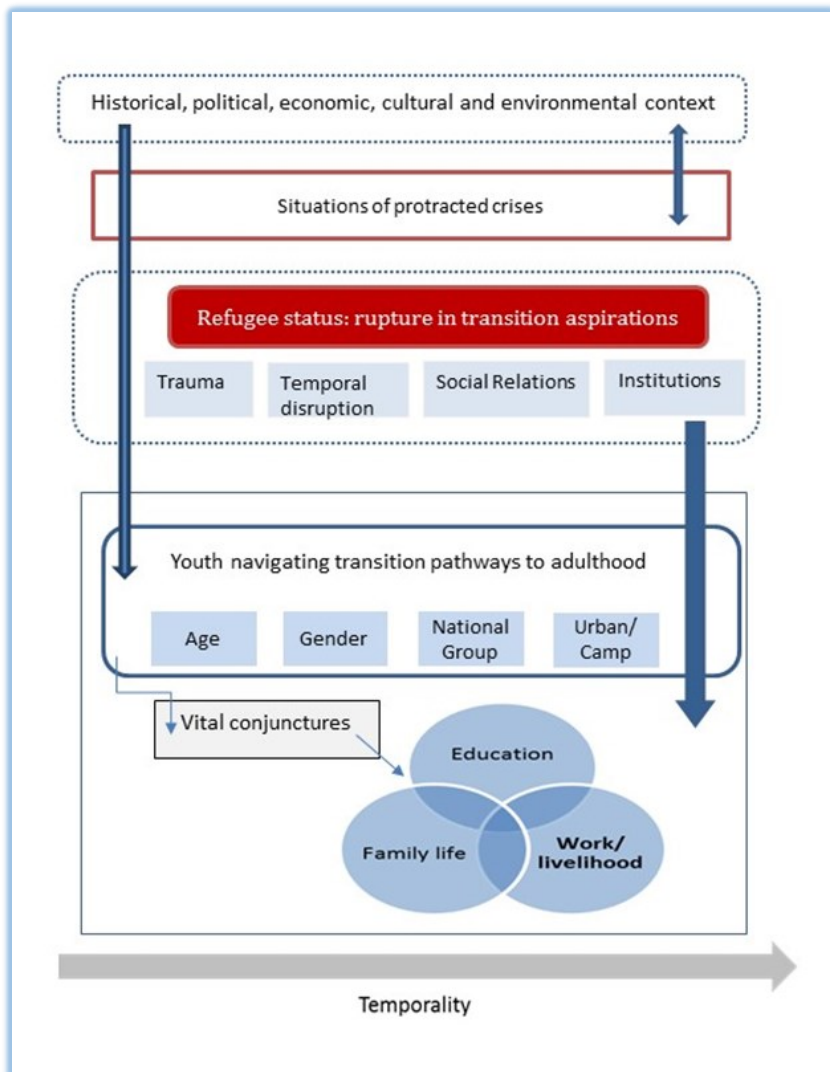 Historical, political, economic, cultural and environmental context
Situations of protracted crises
Refugee status: rupture in transition aspirations
Trauma
Temporal
disruption
Social Relations
Institutions
Youth navigating transition pathways to adulthood
Age
Gender
National
Group
Urban/
Camp
Vital conjunctures
Education
Family life
Work/
livelihood
Temporality